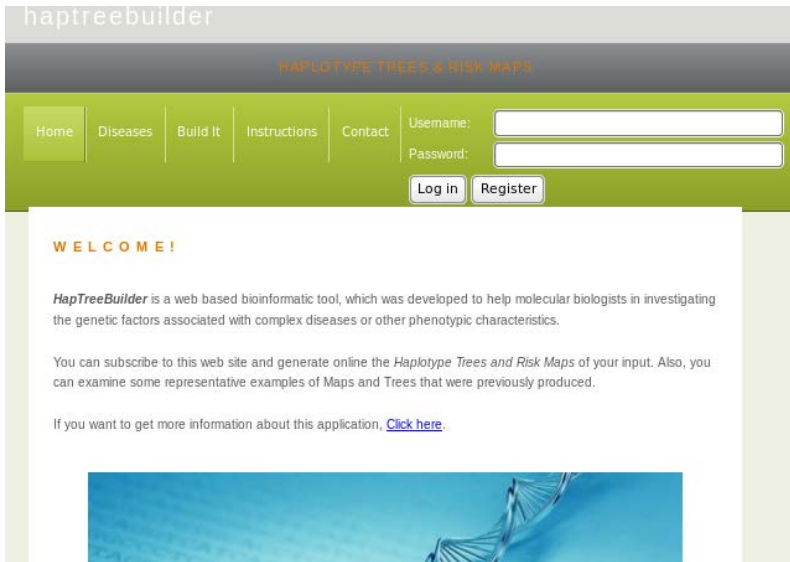 haptreebuilder
HAPLOTYPE TREES & RISK MAPS
Home Diseases Build It Instructions Contact
Username:
Password:
Log in Register
WELCOME!
HapTreeBuilder is a web based bioinformatic tool, which was developed to help molecular biologists in investigating
the genetic factors associated with complex diseases or other phenotypic characteristics.
You can subscribe to this web site and generate online the Haplotype Trees and Risk Maps of your input. Also, you
can examine some representative examples of Maps and Trees that were previously produced.
If you want to get more information about this application, Click here.